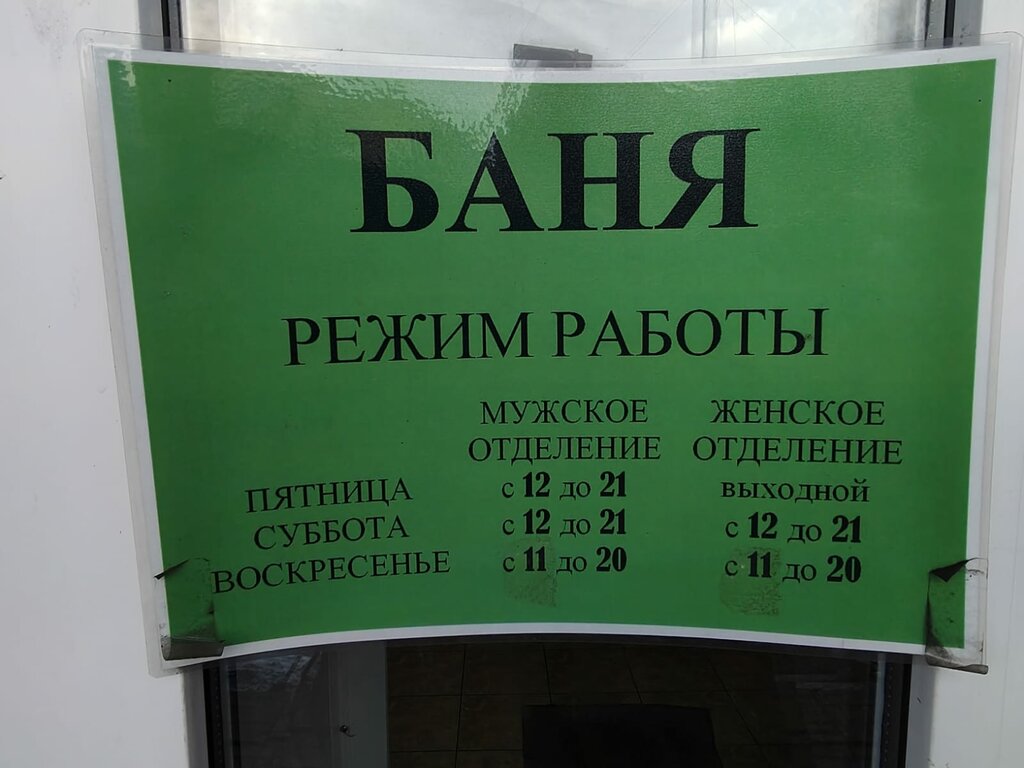 БАНЯ
РЕЖИМ РАБОТЫ
МУЖСКОЕ ЖЕНСКОЕ
ОТДЕЛЕНИЕ ОТДЕЛЕНИЕ
ПЯТНИЦА с 12 до 21 выходной
СУББОТА с 12 до 21 с 12 до 21
ВОСКРЕСЕНЬЕ с 11 до 20 с 11 до 20